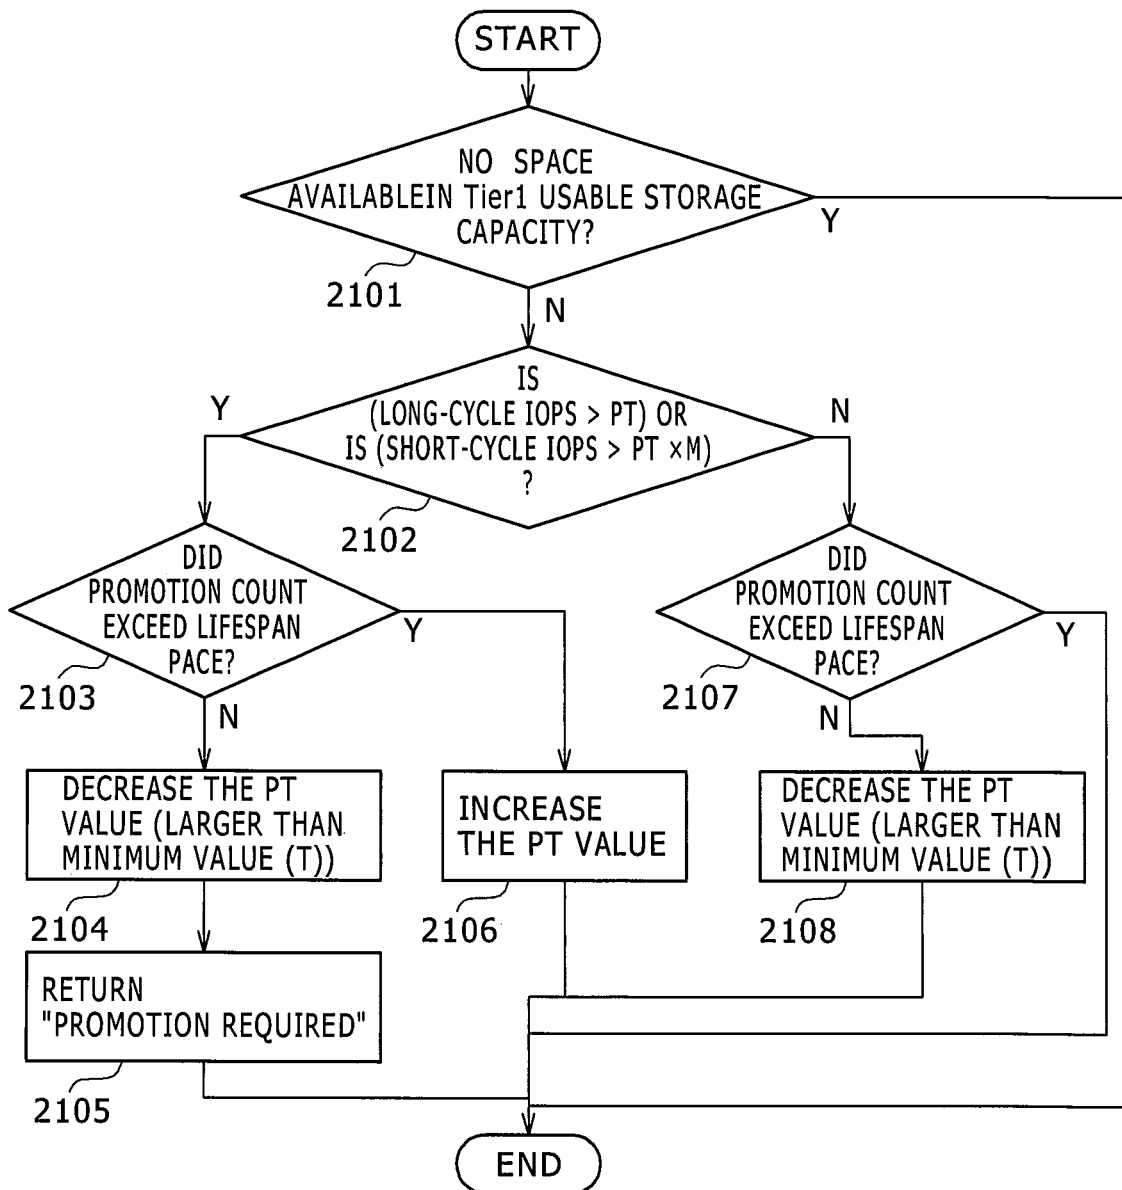 START
NO SPACE
AVAILABLEIN Tier1 USABLE STORAGE
CAPACITY?
Y
2101
N
IS
(LONG-CYCLE IOPS > PT) OR
IS (SHORT-CYCLE IOPS > PT ×M)
?
Y
N
2102
DID
PROMOTION COUNT
EXCEED LIFESPAN
PACE?
Y
2103
N
DID
PROMOTION COUNT
EXCEED LIFESPAN
PACE?
Y
2107
N
DECREASE THE PT
VALUE (LARGER THAN
MINIMUM VALUE (T))
2104
INCREASE
THE PT VALUE
2106
DECREASE THE PT
VALUE (LARGER THAN
MINIMUM VALUE (T))
2108
RETURN
"PROMOTION REQUIRED"
2105
END